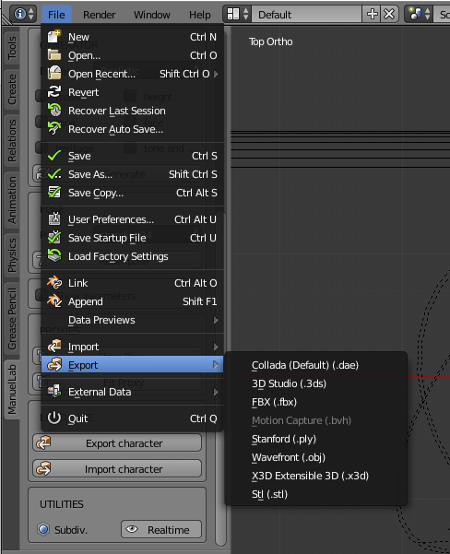 File Render Window Help Default
Top Ortho
New Ctrl N
Open... Ctrl O
Open Recent... Shift Ctrl O
Revert
Recover Last Session
Recover Auto Save...
Save Ctrl S
Save As... Shift Ctrl S
Save Copy... Ctrl Alt S
User Preferences... Ctrl Alt U
Save Startup File Ctrl U
Load Factory Settings
Link Ctrl Alt O
Append Shift F1
Data Previews
Import
Export
External Data
Quit Ctrl Q
Collada (Default) (.dae)
3D Studio (.3ds)
FBX (.fbx)
Motion Capture (.bvh)
Stanford (.ply)
Wavefront (.obj)
X3D Extensible 3D (.x3d)
Stl (.stl)
Export character
Import character
UTILITIES
Subdiv. Realtime
Tools
Create
Relations
Animation
Physics
Grease Pencil
ManuelLab